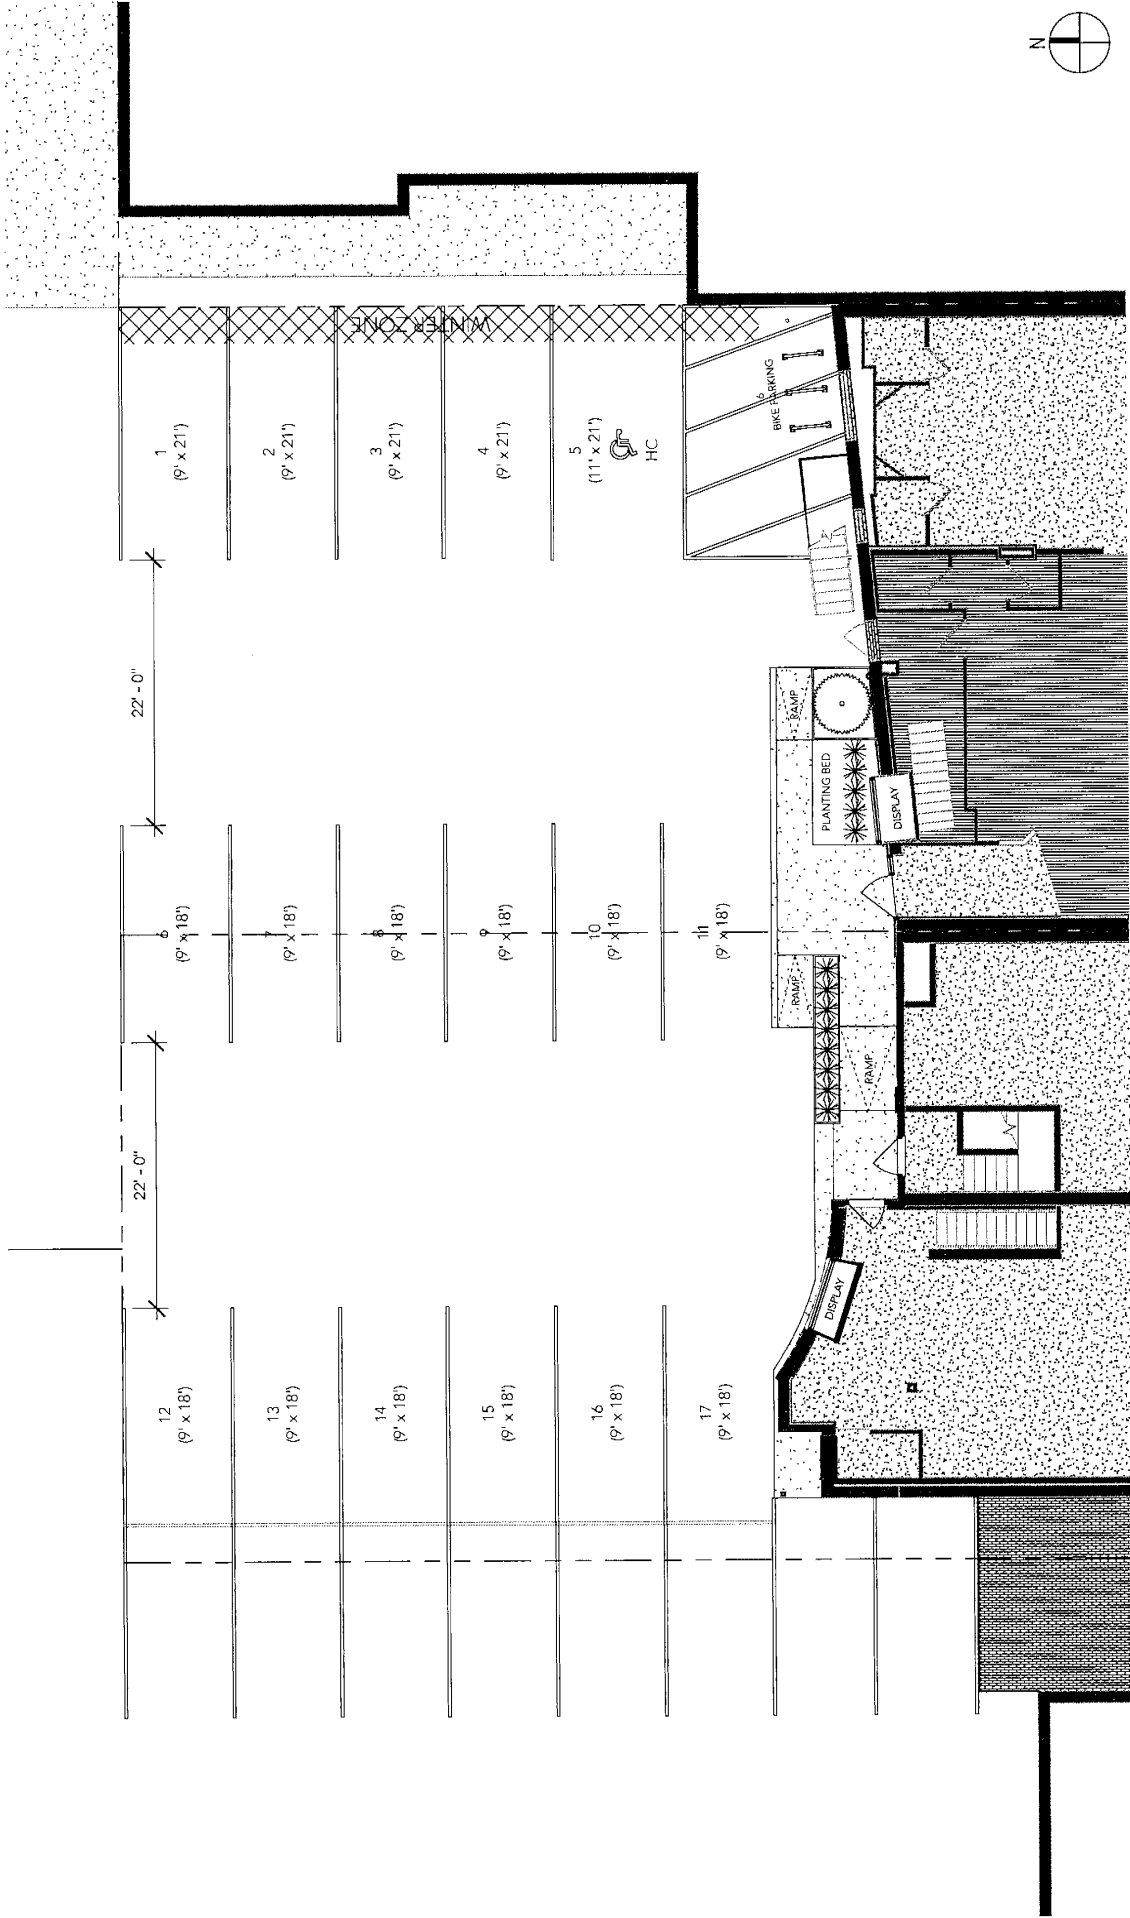 N
WINTER ZONE
1
(9' x 21')
2
(9' x 21')
3
(9' x 21')
4
(9' x 21')
5
(11' x 21')
HC
6
BIKE PARKING
22' - 0"
RAMP
PLANTING BED
DISPLAY
6
(9' x 18')
7
(9' x 18')
8
(9' x 18')
9
(9' x 18')
10
(9' x 18')
11
(9' x 18')
RAMP
RAMP
22' - 0"
DISPLAY
12
(9' x 18')
13
(9' x 18')
14
(9' x 18')
15
(9' x 18')
16
(9' x 18')
17
(9' x 18')